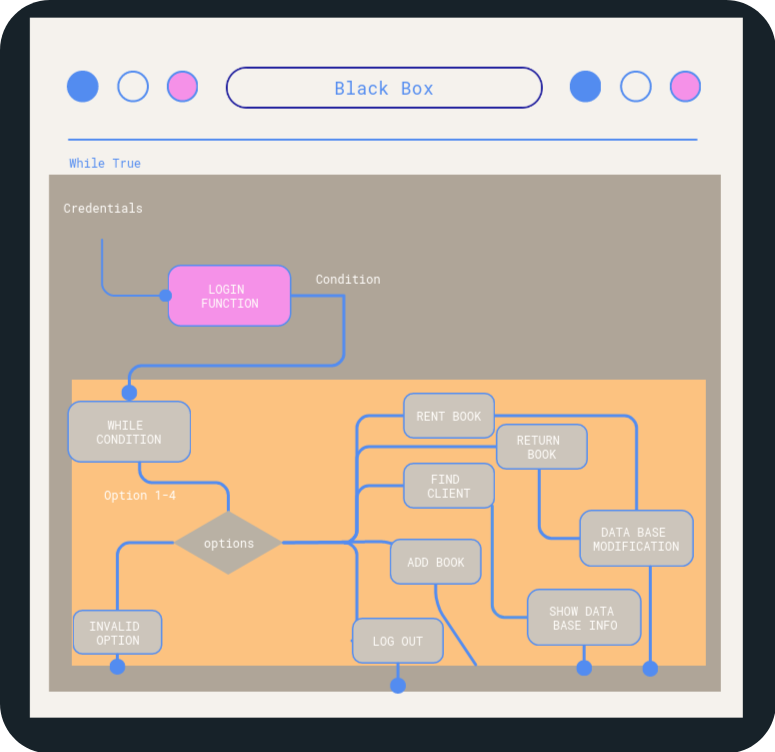 Black Box
While True
Credentials
LOGIN
FUNCTION
Condition
WHILE
CONDITION
Option 1-4
options
INVALID
OPTION
RENT BOOK
RETURN
BOOK
FIND
CLIENT
ADD BOOK
LOG OUT
DATA BASE
MODIFICATION
SHOW DATA
BASE INFO